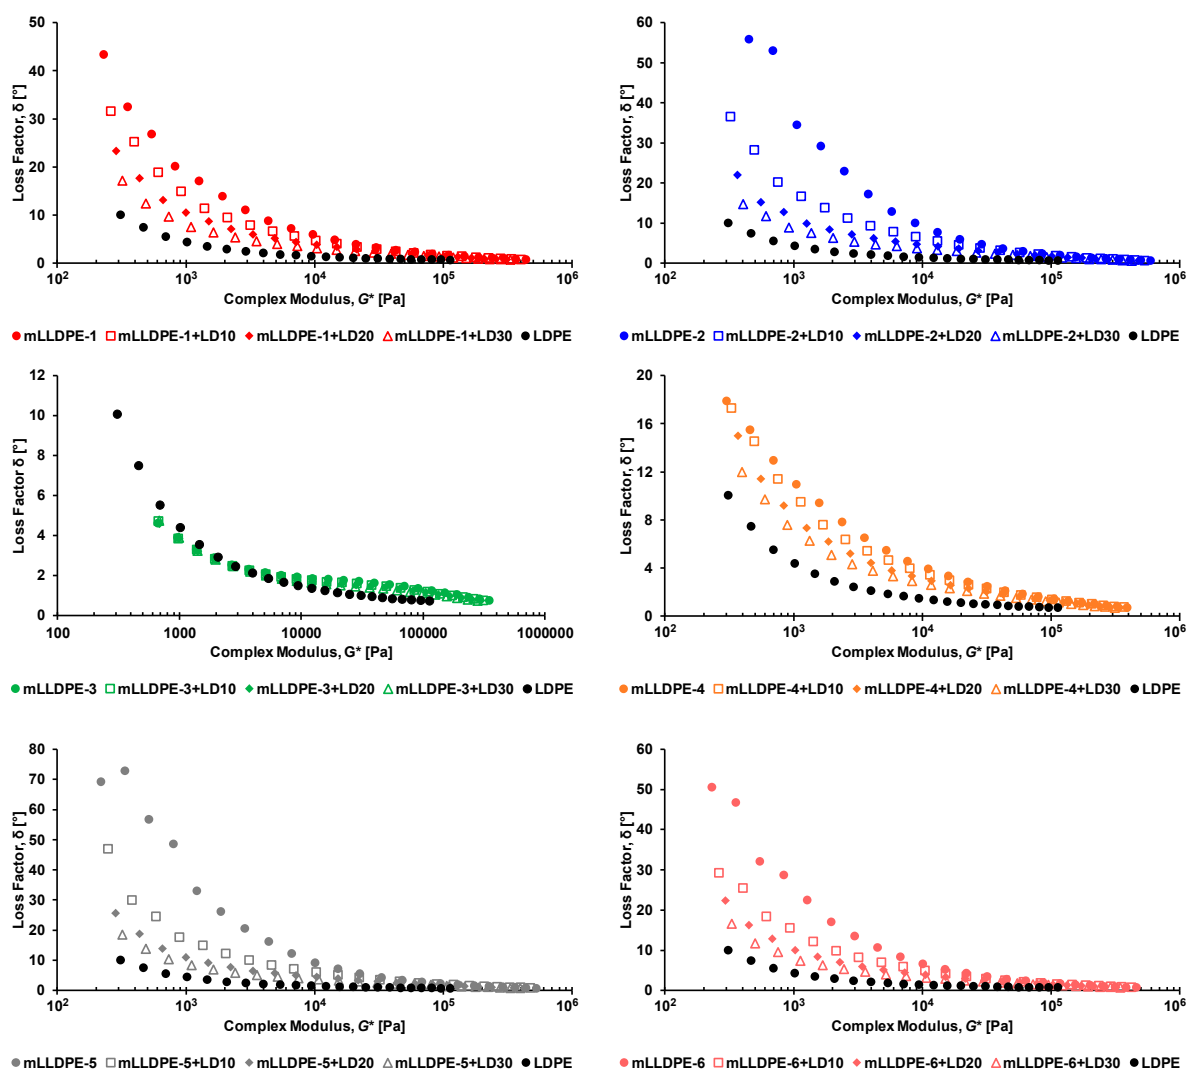 50
40
30
20
10
0
Loss Factor, δ [°]
10² 10³ 10⁴ 10⁵ 10⁶
Complex Modulus, G* [Pa]
mLLDPE-1 mLLDPE-1+LD10 mLLDPE-1+LD20 mLLDPE-1+LD30 LDPE
60
50
40
30
20
10
0
Loss Factor, δ [°]
10² 10³ 10⁴ 10⁵ 10⁶
Complex Modulus, G* [Pa]
mLLDPE-2 mLLDPE-2+LD10 mLLDPE-2+LD20 mLLDPE-2+LD30 LDPE
12
10
8
6
4
2
0
Loss Factor δ [°]
100 1000 10000 100000 1000000
Complex Modulus, G* [Pa]
mLLDPE-3 mLLDPE-3+LD10 mLLDPE-3+LD20 mLLDPE-3+LD30 LDPE
20
16
12
8
4
0
Loss Factor, δ [°]
10² 10³ 10⁴ 10⁵ 10⁶
Complex Modulus, G* [Pa]
mLLDPE-4 mLLDPE-4+LD10 mLLDPE-4+LD20 mLLDPE-4+LD30 LDPE
80
70
60
50
40
30
20
10
0
Loss Factor, δ [°]
10² 10³ 10⁴ 10⁵ 10⁶
Complex Modulus, G* [Pa]
mLLDPE-5 mLLDPE-5+LD10 mLLDPE-5+LD20 mLLDPE-5+LD30 LDPE
60
50
40
30
20
10
0
Loss Factor, δ [°]
10² 10³ 10⁴ 10⁵ 10⁶
Complex Modulus, G* [Pa]
mLLDPE-6 mLLDPE-6+LD10 mLLDPE-6+LD20 mLLDPE-6+LD30 LDPE